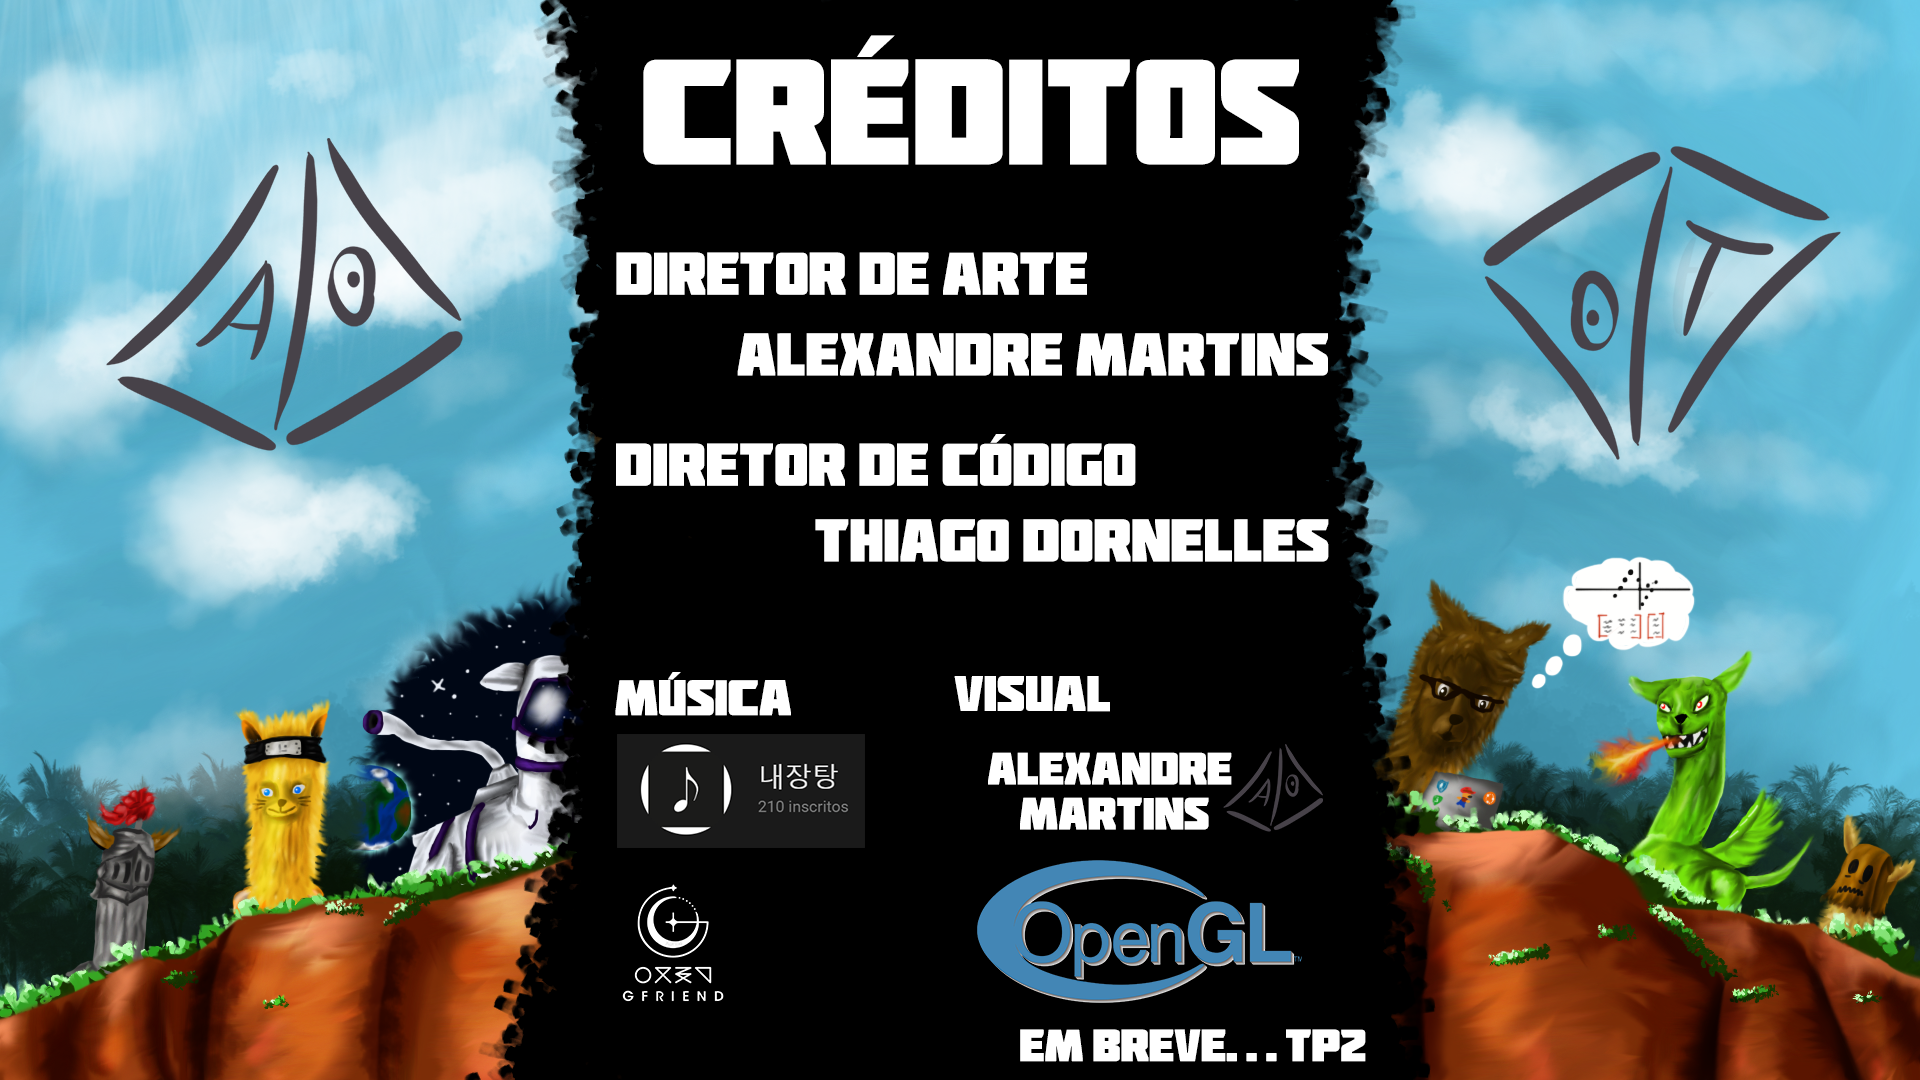 CRÉDITOS
DIRETOR DE ARTE
ALEXANDRE MARTINS
DIRETOR DE CÓDIGO
THIAGO DORNELLES
MÚSICA
내장탕
210 inscritos
GFRIEND
VISUAL
ALEXANDRE
MARTINS
A O
OpenGL™
EM BREVE... TP2
A O
O T